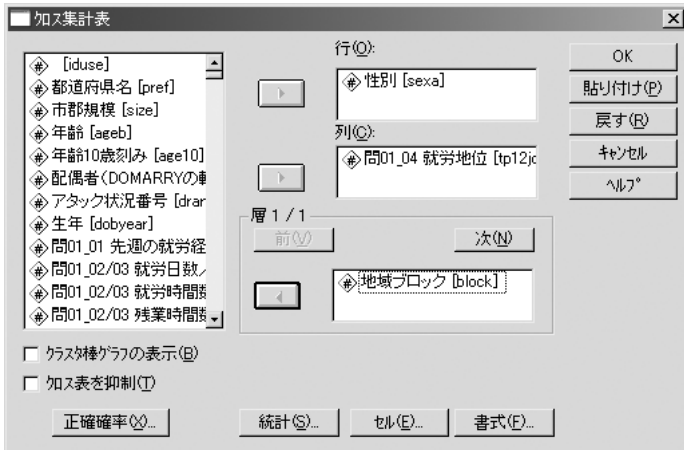 クロス集計表
[iduse]
都道府県名 [pref]
市郡規模 [size]
年齢 [ageb]
年齢10歳刻み [age10]
配偶者(DOMARRYの
アタック状況番号 [drar
生年 [dobyear]
問01_01 先週の就労経
問01_02/03 就労日数/
問01_02/03 就労時間数
問01_02/03 残業時間数
行(O):
性別 [sexa]
列(C):
問01_04 就労地位 [tp12jo
層 1 / 1
前(V)
次(N)
地域ブロック [block]
OK
貼り付け(P)
戻す(R)
キャンセル
ヘルプ
クラスタ棒グラフの表示(B)
クロス表を抑制(T)
正確確率(X)...
統計(S)...
セル(E)...
書式(F)...